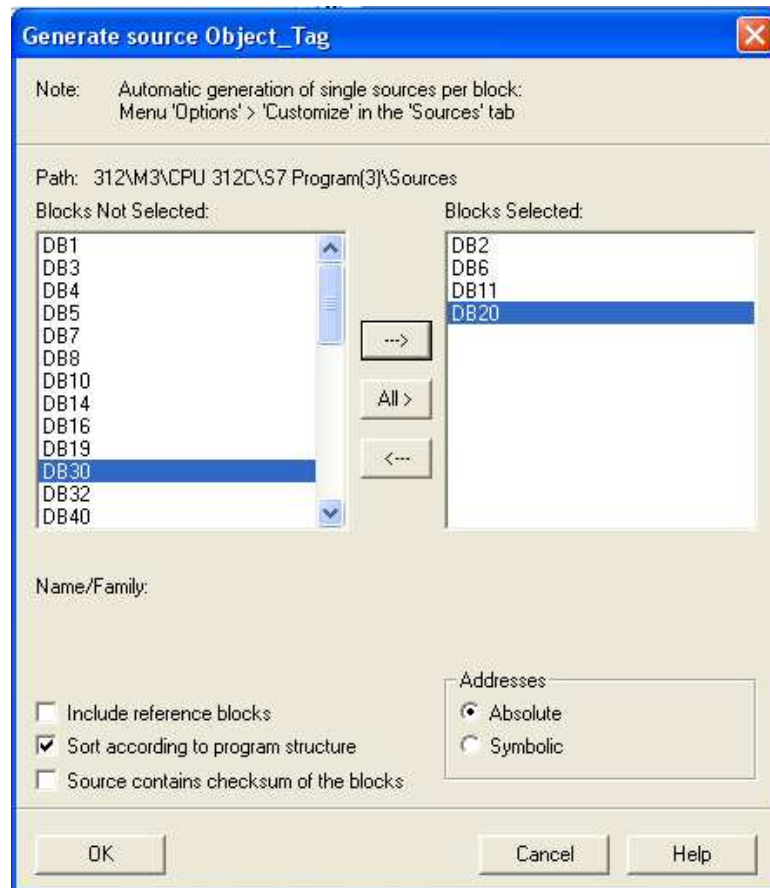 Generate source Object_Tag
Note: Automatic generation of single sources per block:
Menu 'Options' > 'Customize' in the 'Sources' tab
Path: 312\M3\CPU 312C\S7 Program(3)\Sources
Blocks Not Selected:
DB1
DB3
DB4
DB5
DB7
DB8
DB10
DB14
DB16
DB19
DB30
DB32
DB40
--->
All >
<---
Blocks Selected:
DB2
DB6
DB11
DB20
Name/Family:
Include reference blocks
Sort according to program structure
Source contains checksum of the blocks
Addresses
Absolute
Symbolic
OK
Cancel
Help